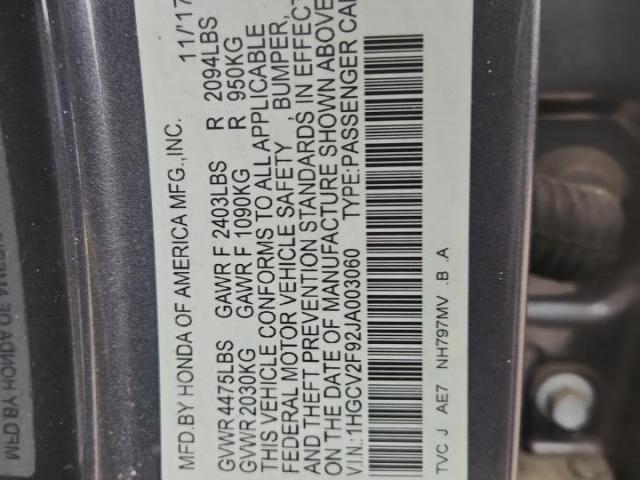 MFD.BY HONDA OF AMERICA MFG.,INC. 11/17
GVWR 4475LBS GAWR F 2403LBS R 2094LBS
GVWR 2030KG GAWR F 1090KG R 950KG
THIS VEHICLE CONFORMS TO ALL APPLICABLE
FEDERAL MOTOR VEHICLE SAFETY, BUMPER,
AND THEFT PREVENTION STANDARDS, IN EFFECT
ON THE DATE OF MANUFACTURE SHOWN ABOVE
V.I.N.:1HGCV2F92JA003060 TYPE:PASSENGER CAR
TVC J AE7 NH797MV .B .A
MFD BY HONDA OF